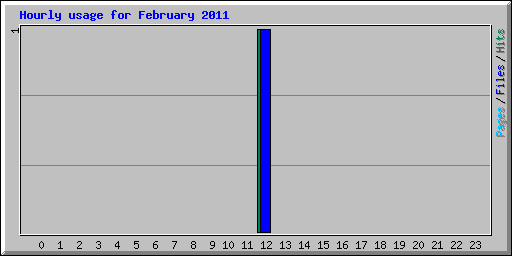 Hourly usage for February 2011
1
Pages/Files/Hits
0 1 2 3 4 5 6 7 8 9 10 11 12 13 14 15 16 17 18 19 20 21 22 23